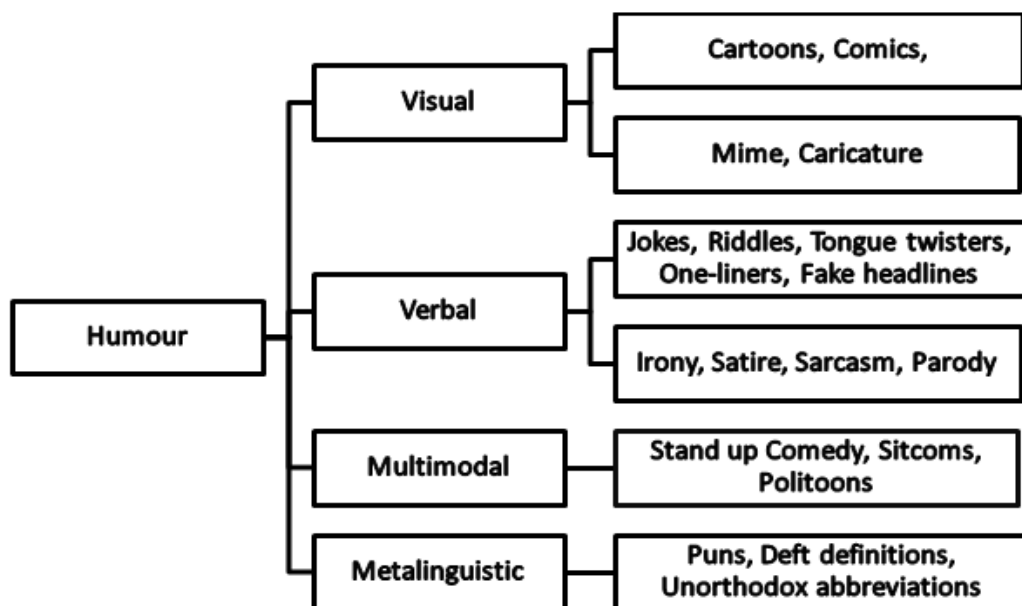 Humour
Visual
Cartoons, Comics,
Mime, Caricature
Verbal
Jokes, Riddles, Tongue twisters,
One-liners, Fake headlines
Irony, Satire, Sarcasm, Parody
Multimodal
Stand up Comedy, Sitcoms,
Politoons
Metalinguistic
Puns, Deft definitions,
Unorthodox abbreviations